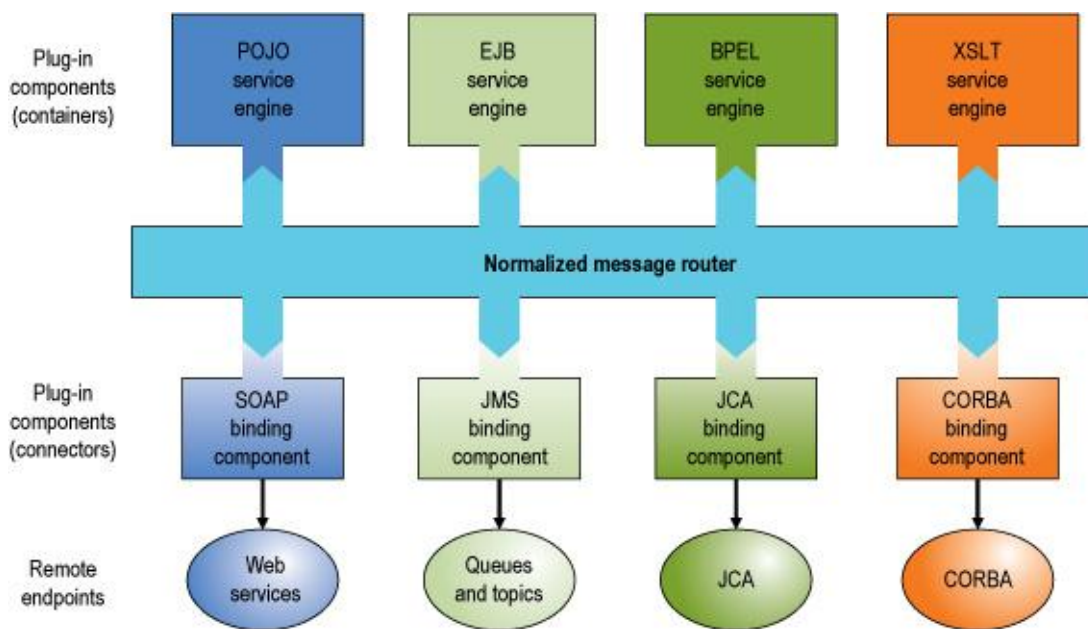 Plug-in
components
(containers)
POJO
service
engine
EJB
service
engine
BPEL
service
engine
XSLT
service
engine
Normalized message router
Plug-in
components
(connectors)
SOAP
binding
component
JMS
binding
component
JCA
binding
component
CORBA
binding
component
Remote
endpoints
Web
services
Queues
and topics
JCA
CORBA